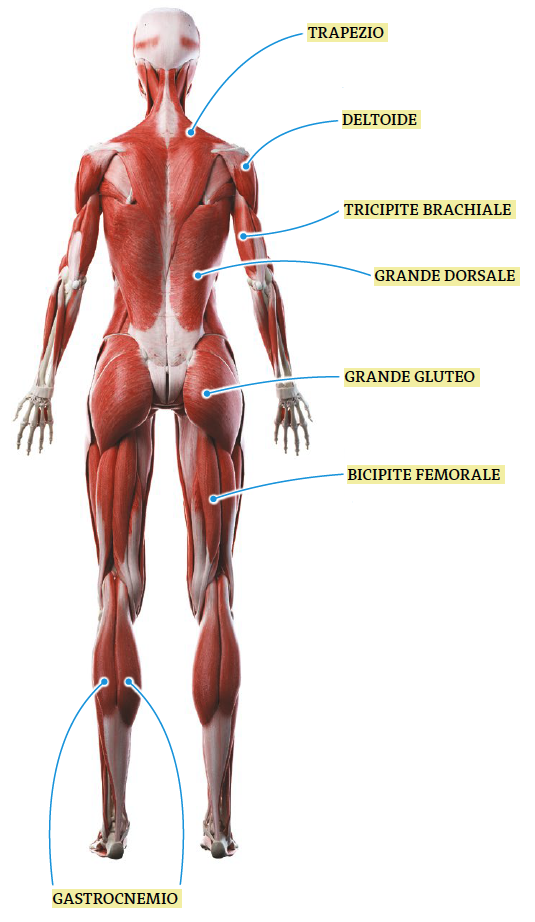 TRAPEZIO
DELTOIDE
TRICIPITE BRACHIALE
GRANDE DORSALE
GRANDE GLUTEO
BICIPITE FEMORALE
GASTROCNEMIO